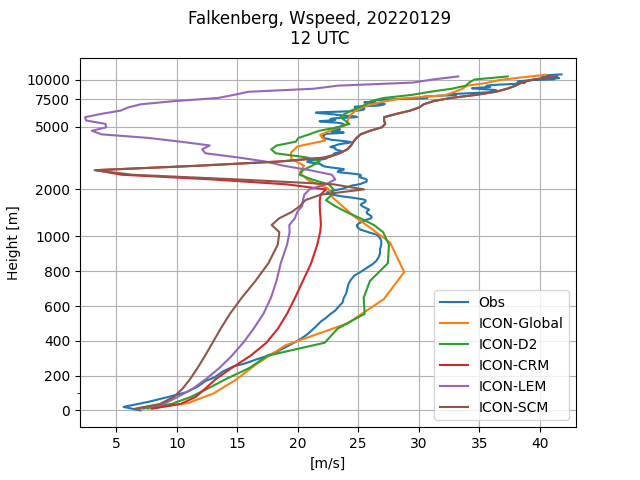 Falkenberg, Wspeed, 20220129
12 UTC
Height [m]
10000
7500
5000
2000
1000
800
600
400
200
0
5
10
15
20
25
30
35
40
[m/s]
Obs
ICON-Global
ICON-D2
ICON-CRM
ICON-LEM
ICON-SCM